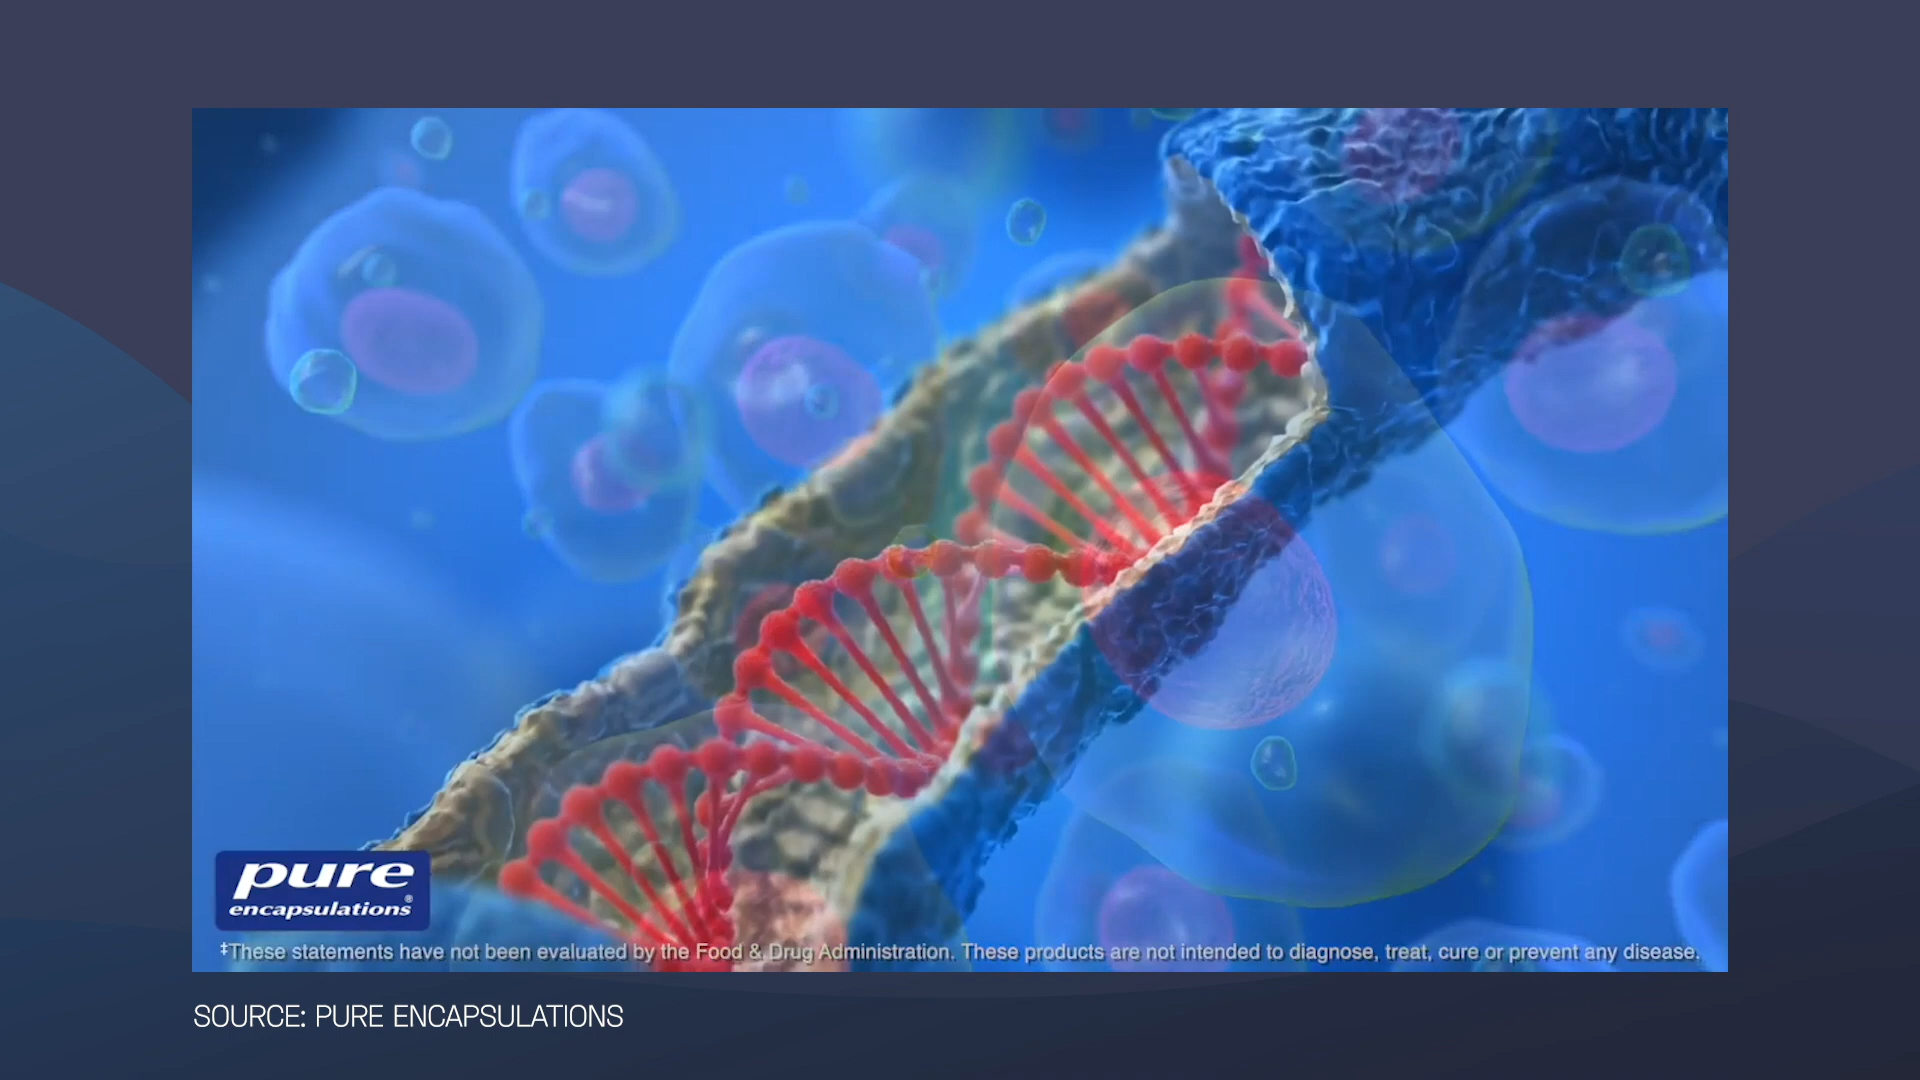 pure
encapsulations®
‡These statements have not been evaluated by the Food & Drug Administration. These products are not intended to diagnose, treat, cure or prevent any disease.
SOURCE: PURE ENCAPSULATIONS